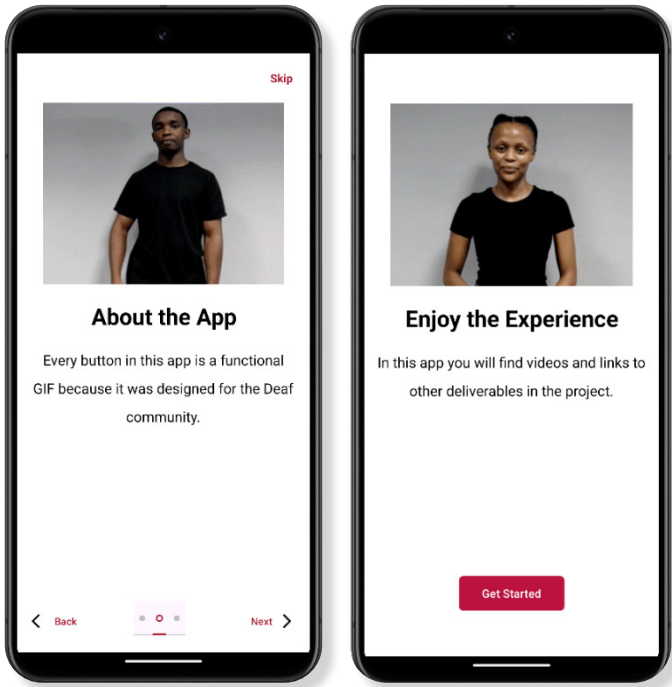 Skip
About the App
Every button in this app is a functional
GIF because it was designed for the Deaf
community.
Back
Next
Enjoy the Experience
In this app you will find videos and links to
other deliverables in the project.
Get Started